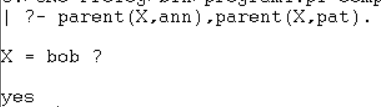 | ?- parent(X,ann),parent(X,pat).
X = bob ?
yes